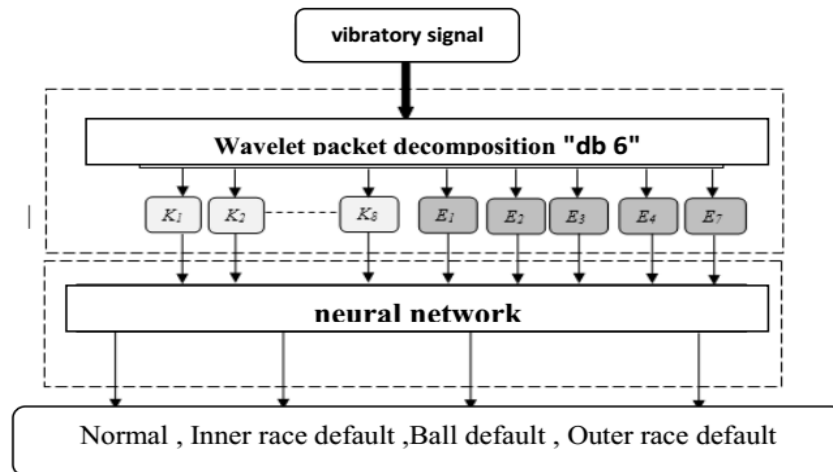 vibratory signal
Wavelet packet decomposition "db 6"
K1 K2 K8 E1 E2 E3 E4 E7
neural network
Normal , Inner race default ,Ball default , Outer race default